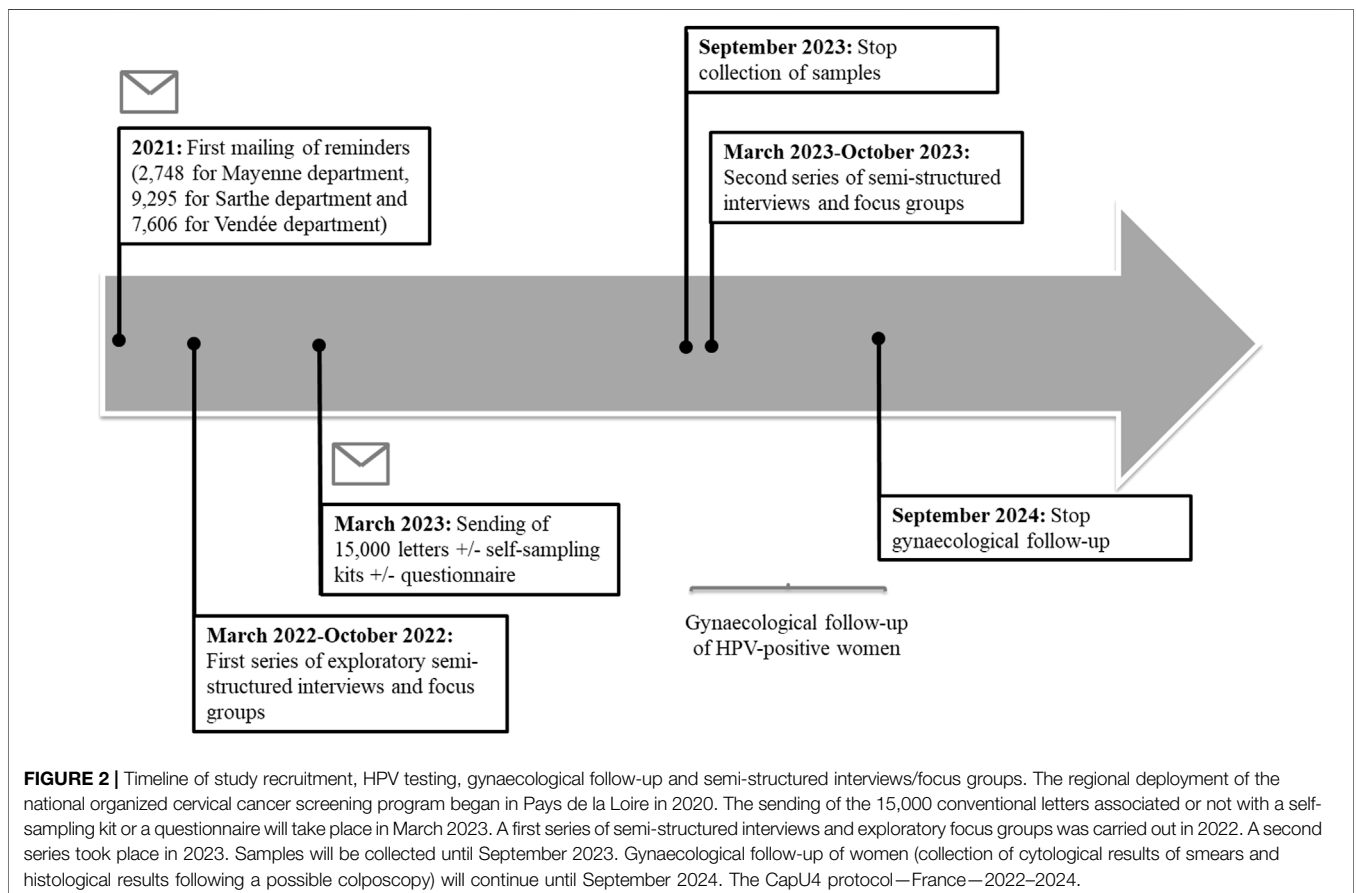 September 2023: Stop
collection of samples
2021: First mailing of reminders
(2,748 for Mayenne department,
9,295 for Sarthe department and
7,606 for Vendée department)
March 2023-October 2023:
Second series of semi-structured
interviews and focus groups
March 2023: Sending of
15,000 letters +/- self-sampling
kits +/- questionnaire
September 2024: Stop
gynaecological follow-up
Gynaecological follow-up
of HPV-positive women
March 2022-October 2022:
First series of exploratory semi-
structured interviews and focus
groups
FIGURE 2 | Timeline of study recruitment, HPV testing, gynaecological follow-up and semi-structured interviews/focus groups. The regional deployment of the
national organized cervical cancer screening program began in Pays de la Loire in 2020. The sending of the 15,000 conventional letters associated or not with a self-
sampling kit or a questionnaire will take place in March 2023. A first series of semi-structured interviews and exploratory focus groups was carried out in 2022. A second
series took place in 2023. Samples will be collected until September 2023. Gynaecological follow-up of women (collection of cytological results of smears and
histological results following a possible colposcopy) will continue until September 2024. The CapU4 protocol—France—2022–2024.